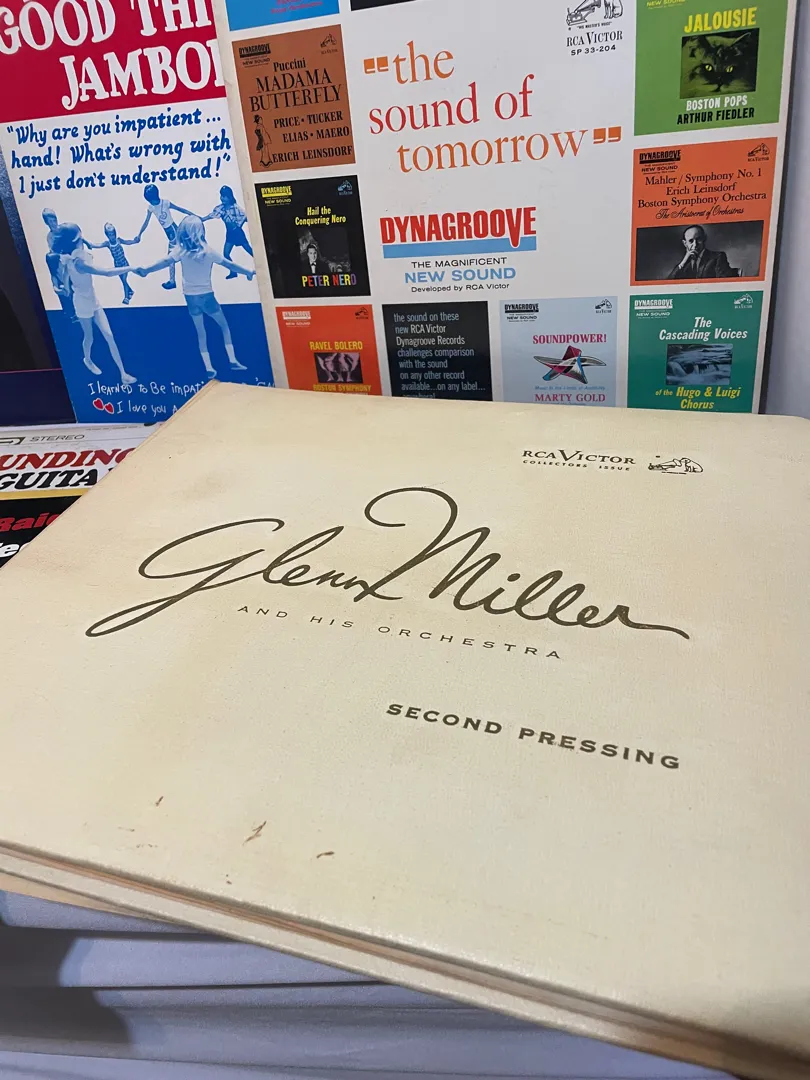 GOOD
"Why are you impatient ...
hand! What's wrong with
I just don't understand!"
I learned to Be
I love you
STEREO
DYNAGROOVE
Puccini
MADAMA
BUTTERFLY
PRICE • TUCKER
ELIAS • MAERO
ERICH LEINSDORF
DYNAGROOVE
Hail the
Conquering Nero
PETER NERO
RAVEL BOLERO
BOSTON SYMPHONY
"the
sound of
tomorrow"
DYNAGROOVE
THE MAGNIFICENT
NEW SOUND
Developed by RCA Victor
the sound on these
new RCA Victor
Dynagroove Records
challenges comparison
with the sound
on any other record
available...on any label...
DYNAGROOVE
SOUNDPOWER!
MARTY GOLD
RCA VICTOR
SP 33-204
JALOUSIE
BOSTON POPS
ARTHUR FIEDLER
DYNAGROOVE
Mahler/Symphony No. 1
Erich Leinsdorf
Boston Symphony Orchestra
The Aristocrat of Orchestras
DYNAGROOVE
The
Cascading Voices
of the Hugo & Luigi
Chorus
RCA VICTOR
COLLECTORS ISSUE
Glenn Miller
AND HIS ORCHESTRA
SECOND PRESSING